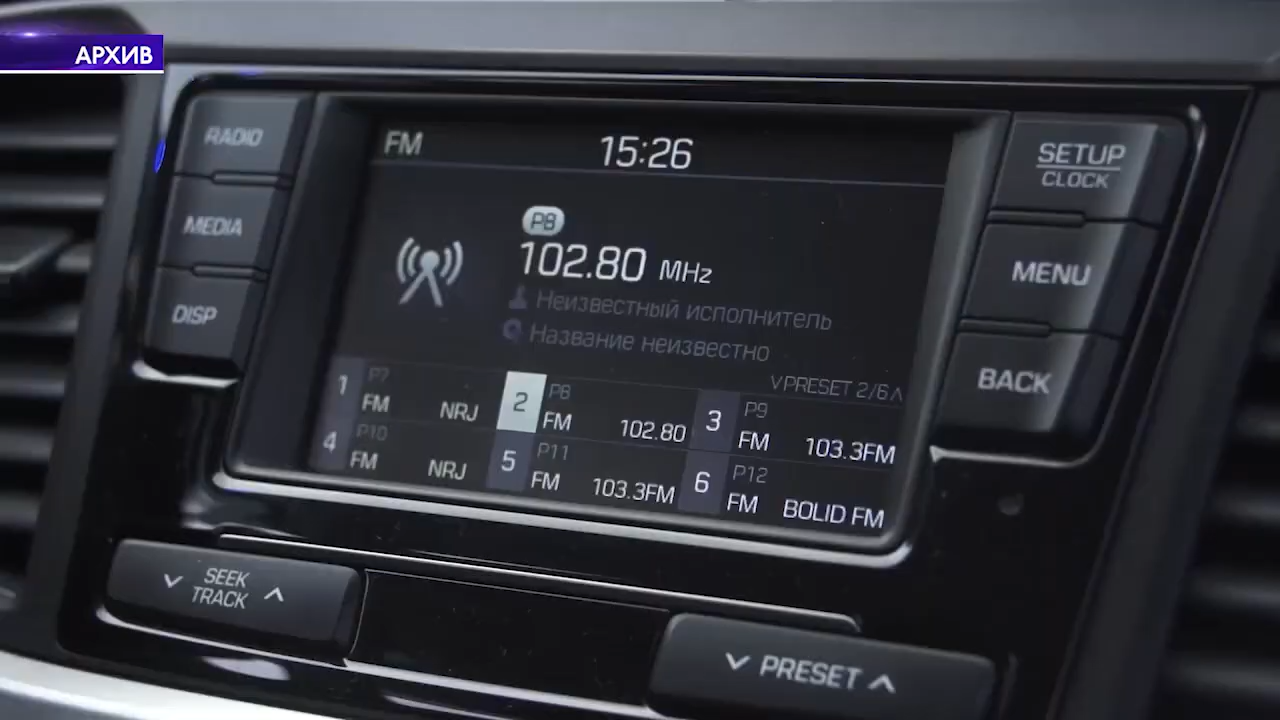 АРХИВ
RADIO
MEDIA
DISP
FM 15:26
P8
102.80 MHz
Неизвестный исполнитель
Название неизвестно
VPRESET 2/6Λ
1 P7 FM NRJ
2 P8 FM 102.80
3 P9 FM 103.3FM
4 P10 FM NRJ
5 P11 FM 103.3FM
6 P12 FM BOLID FM
SETUP
CLOCK
MENU
BACK
SEEK
TRACK
PRESET